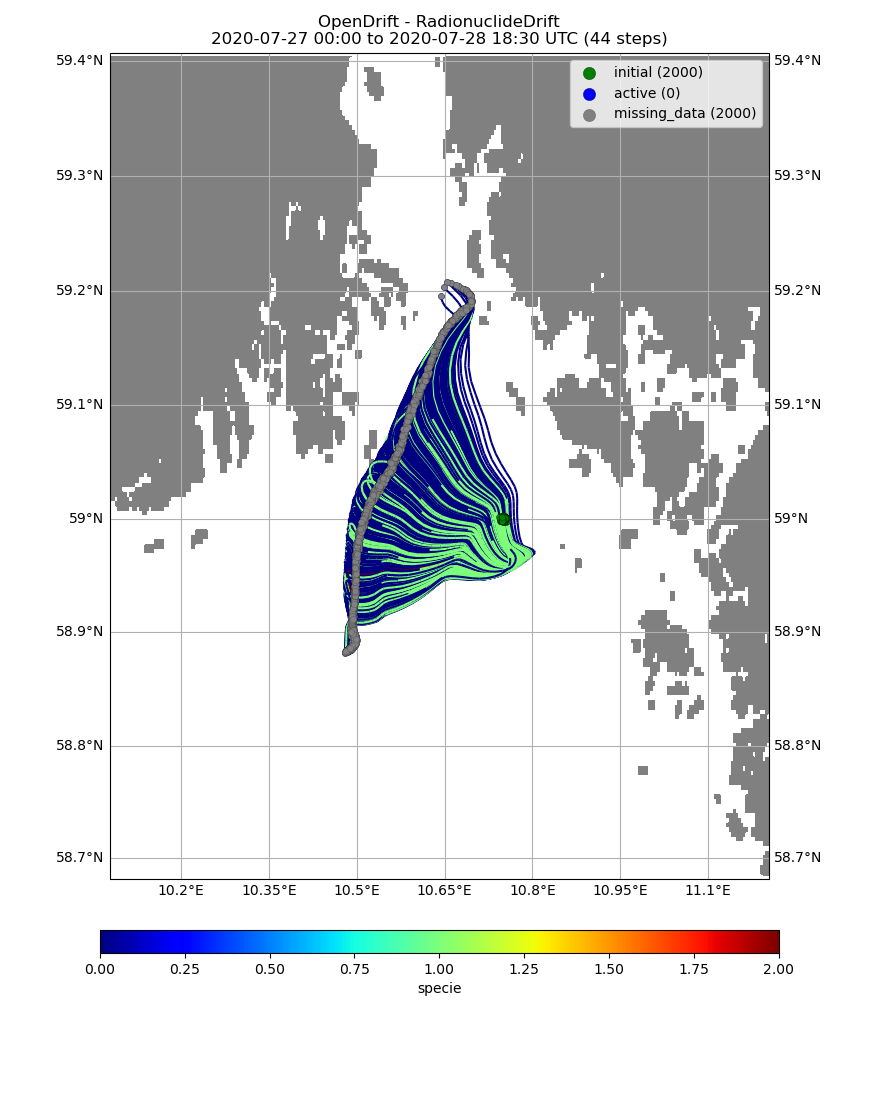 OpenDrift - RadionuclideDrift
2020-07-27 00:00 to 2020-07-28 18:30 UTC (44 steps)
59.4°N 59.4°N
initial (2000)
active (0)
missing_data (2000)
59.3°N 59.3°N
59.2°N 59.2°N
59.1°N 59.1°N
59°N 59°N
58.9°N 58.9°N
58.8°N 58.8°N
58.7°N 58.7°N
10.2°E 10.35°E 10.5°E 10.65°E 10.8°E 10.95°E 11.1°E
0.00 0.25 0.50 0.75 1.00 1.25 1.50 1.75 2.00
specie